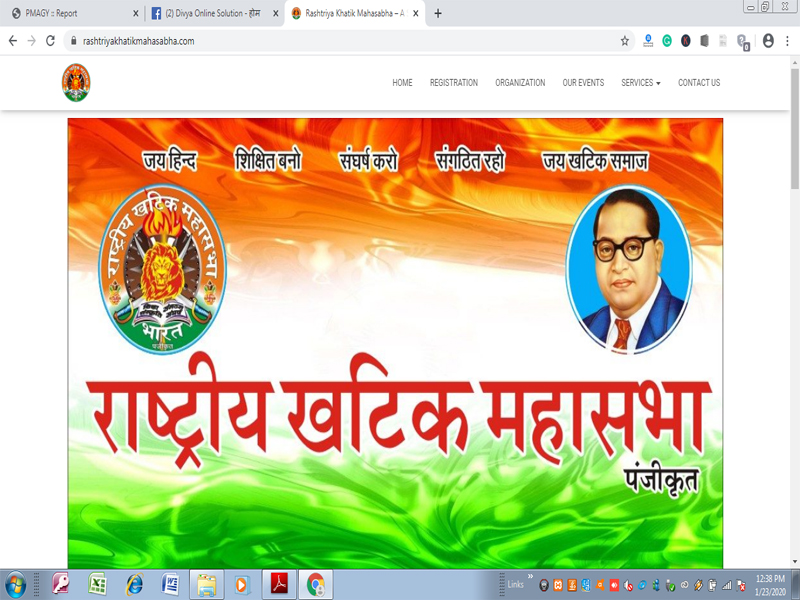 PMAGY :: Report
(2) Divya Online Solution - होम
Rashtriya Khatik Mahasabha – A
rashtriyakhatikmahasabha.com
HOME REGISTRATION ORGANIZATION OUR EVENTS SERVICES CONTACT US
जय हिन्द शिक्षित बनो संघर्ष करो संगठित रहो जय खटिक समाज
राष्ट्रीय खटिक महासभा
भारत
पंजीकृत
राष्ट्रीय खटिक महासभा
पंजीकृत
Links
12:38 PM
1/23/2020